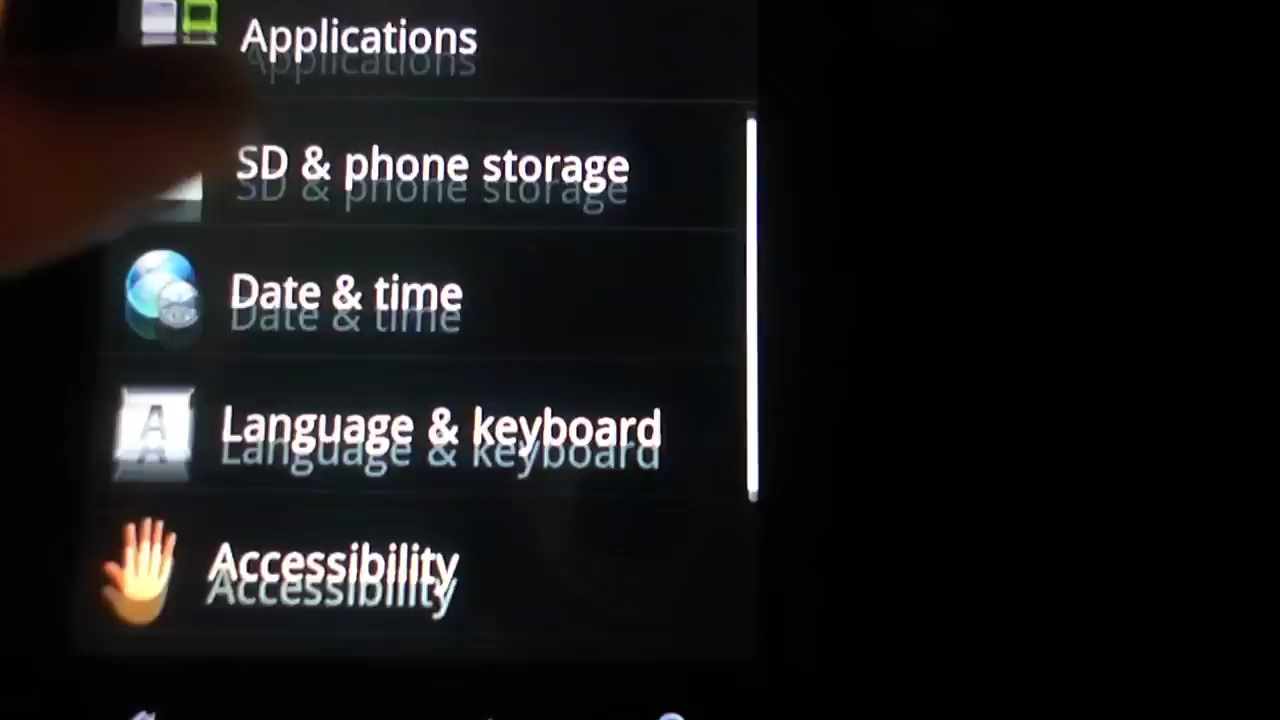 Applications
SD & phone storage
Date & time
A
Language & keyboard
Accessibility